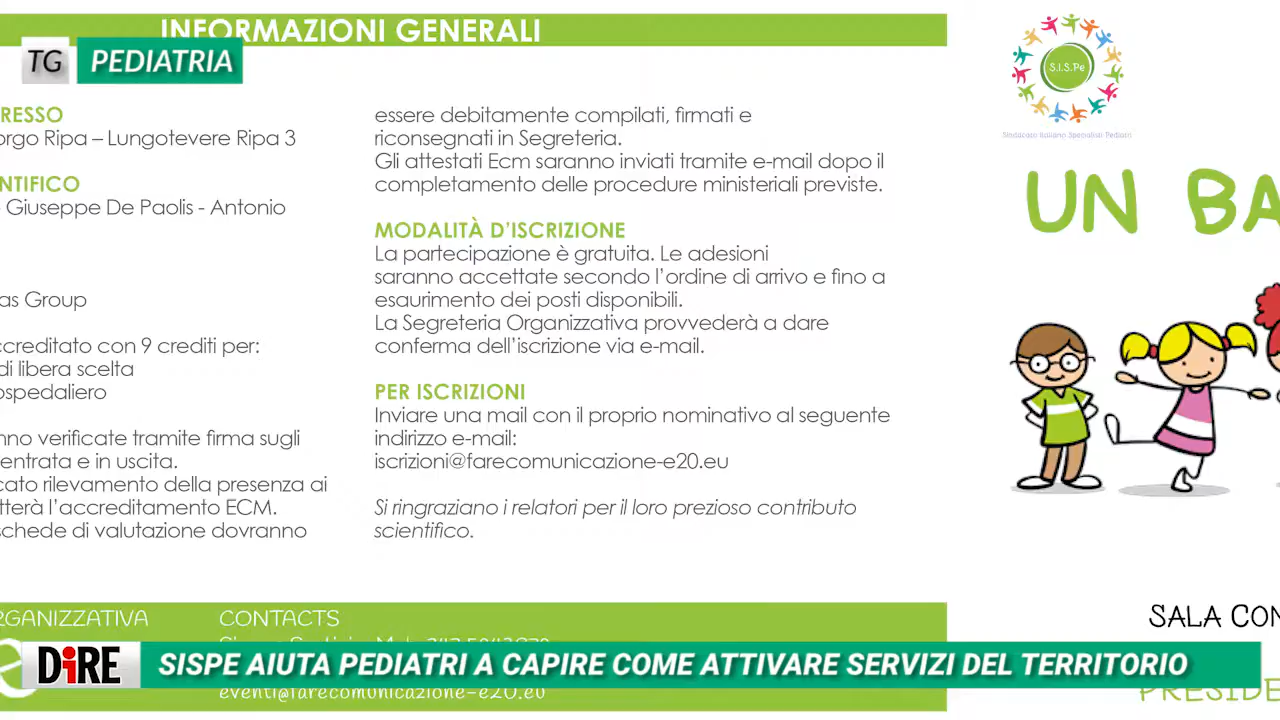 INFORMAZIONI GENERALI
TG PEDIATRIA
RESSO
orgo Ripa – Lungotevere Ripa 3
NTIFICO
Giuseppe De Paolis - Antonio
as Group
ccreditato con 9 crediti per:
di libera scelta
ospedaliero
nno verificate tramite firma sugli
entrata e in uscita.
cato rilevamento della presenza ai
tterà l'accreditamento ECM.
schede di valutazione dovranno
essere debitamente compilati, firmati e
riconsegnati in Segreteria.
Gli attestati Ecm saranno inviati tramite e-mail dopo il
completamento delle procedure ministeriali previste.
MODALITÀ D'ISCRIZIONE
La partecipazione è gratuita. Le adesioni
saranno accettate secondo l'ordine di arrivo e fino a
esaurimento dei posti disponibili.
La Segreteria Organizzativa provvederà a dare
conferma dell'iscrizione via e-mail.
PER ISCRIZIONI
Inviare una mail con il proprio nominativo al seguente
indirizzo e-mail:
iscrizioni@farecomunicazione-e20.eu
Si ringraziano i relatori per il loro prezioso contributo
scientifico.
S.I.S.Pe
Sindacato Italiano Specialisti Pediatri
UN BA
SALA CON
PRESIDE
RGANIZZATIVA
CONTACTS
eventi@farecomunicazione-e20.eu
DiRE
SISPE AIUTA PEDIATRI A CAPIRE COME ATTIVARE SERVIZI DEL TERRITORIO